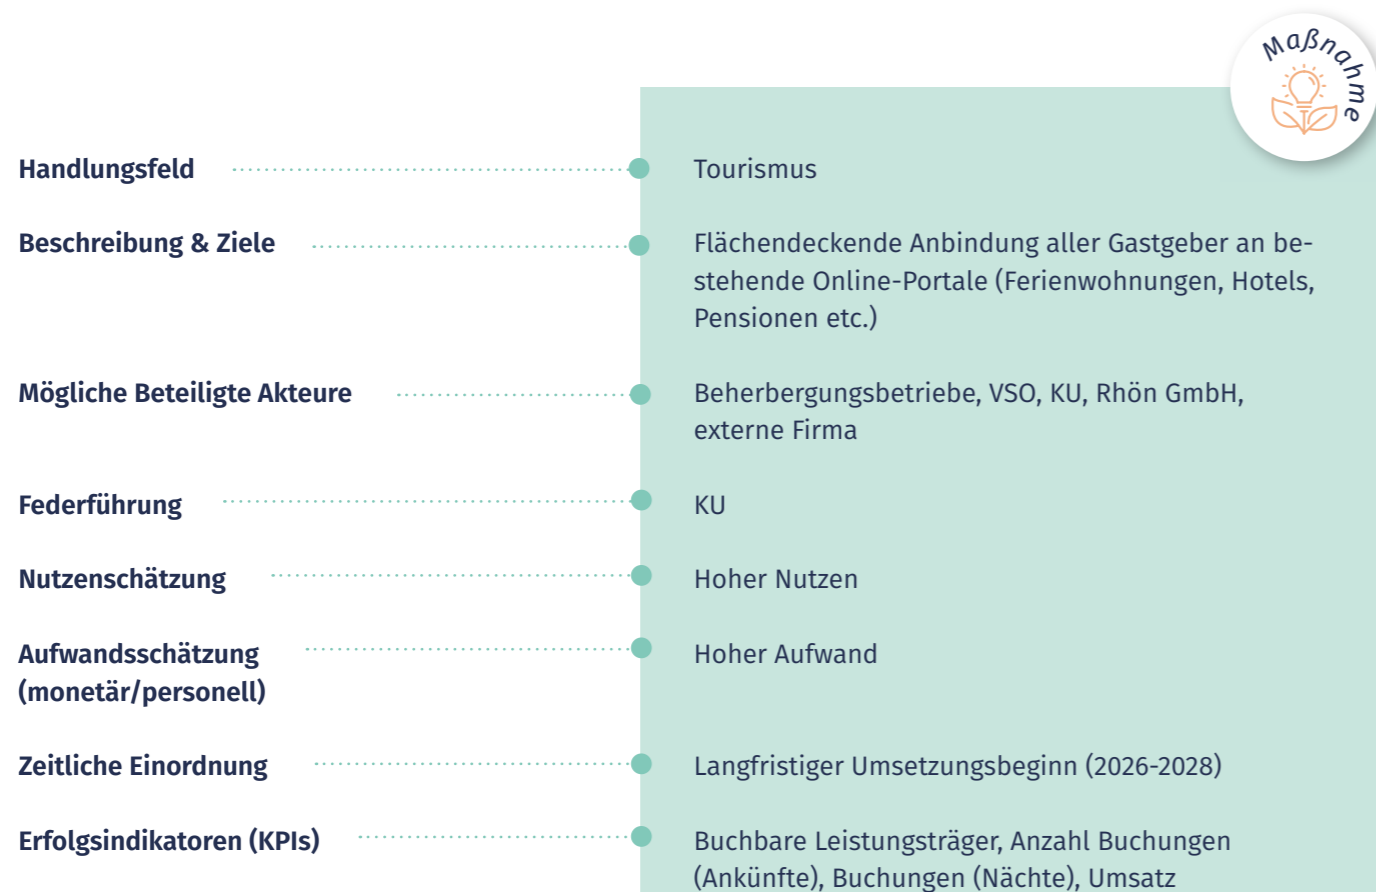 Maßnahme
Handlungsfeld Tourismus
Beschreibung & Ziele Flächendeckende Anbindung aller Gastgeber an be-
stehende Online-Portale (Ferienwohnungen, Hotels,
Pensionen etc.)
Mögliche Beteiligte Akteure Beherbergungsbetriebe, VSO, KU, Rhön GmbH,
externe Firma
Federführung KU
Nutzenschätzung Hoher Nutzen
Aufwandsschätzung Hoher Aufwand
(monetär/personell)
Zeitliche Einordnung Langfristiger Umsetzungsbeginn (2026-2028)
Erfolgsindikatoren (KPIs) Buchbare Leistungsträger, Anzahl Buchungen
(Ankünfte), Buchungen (Nächte), Umsatz